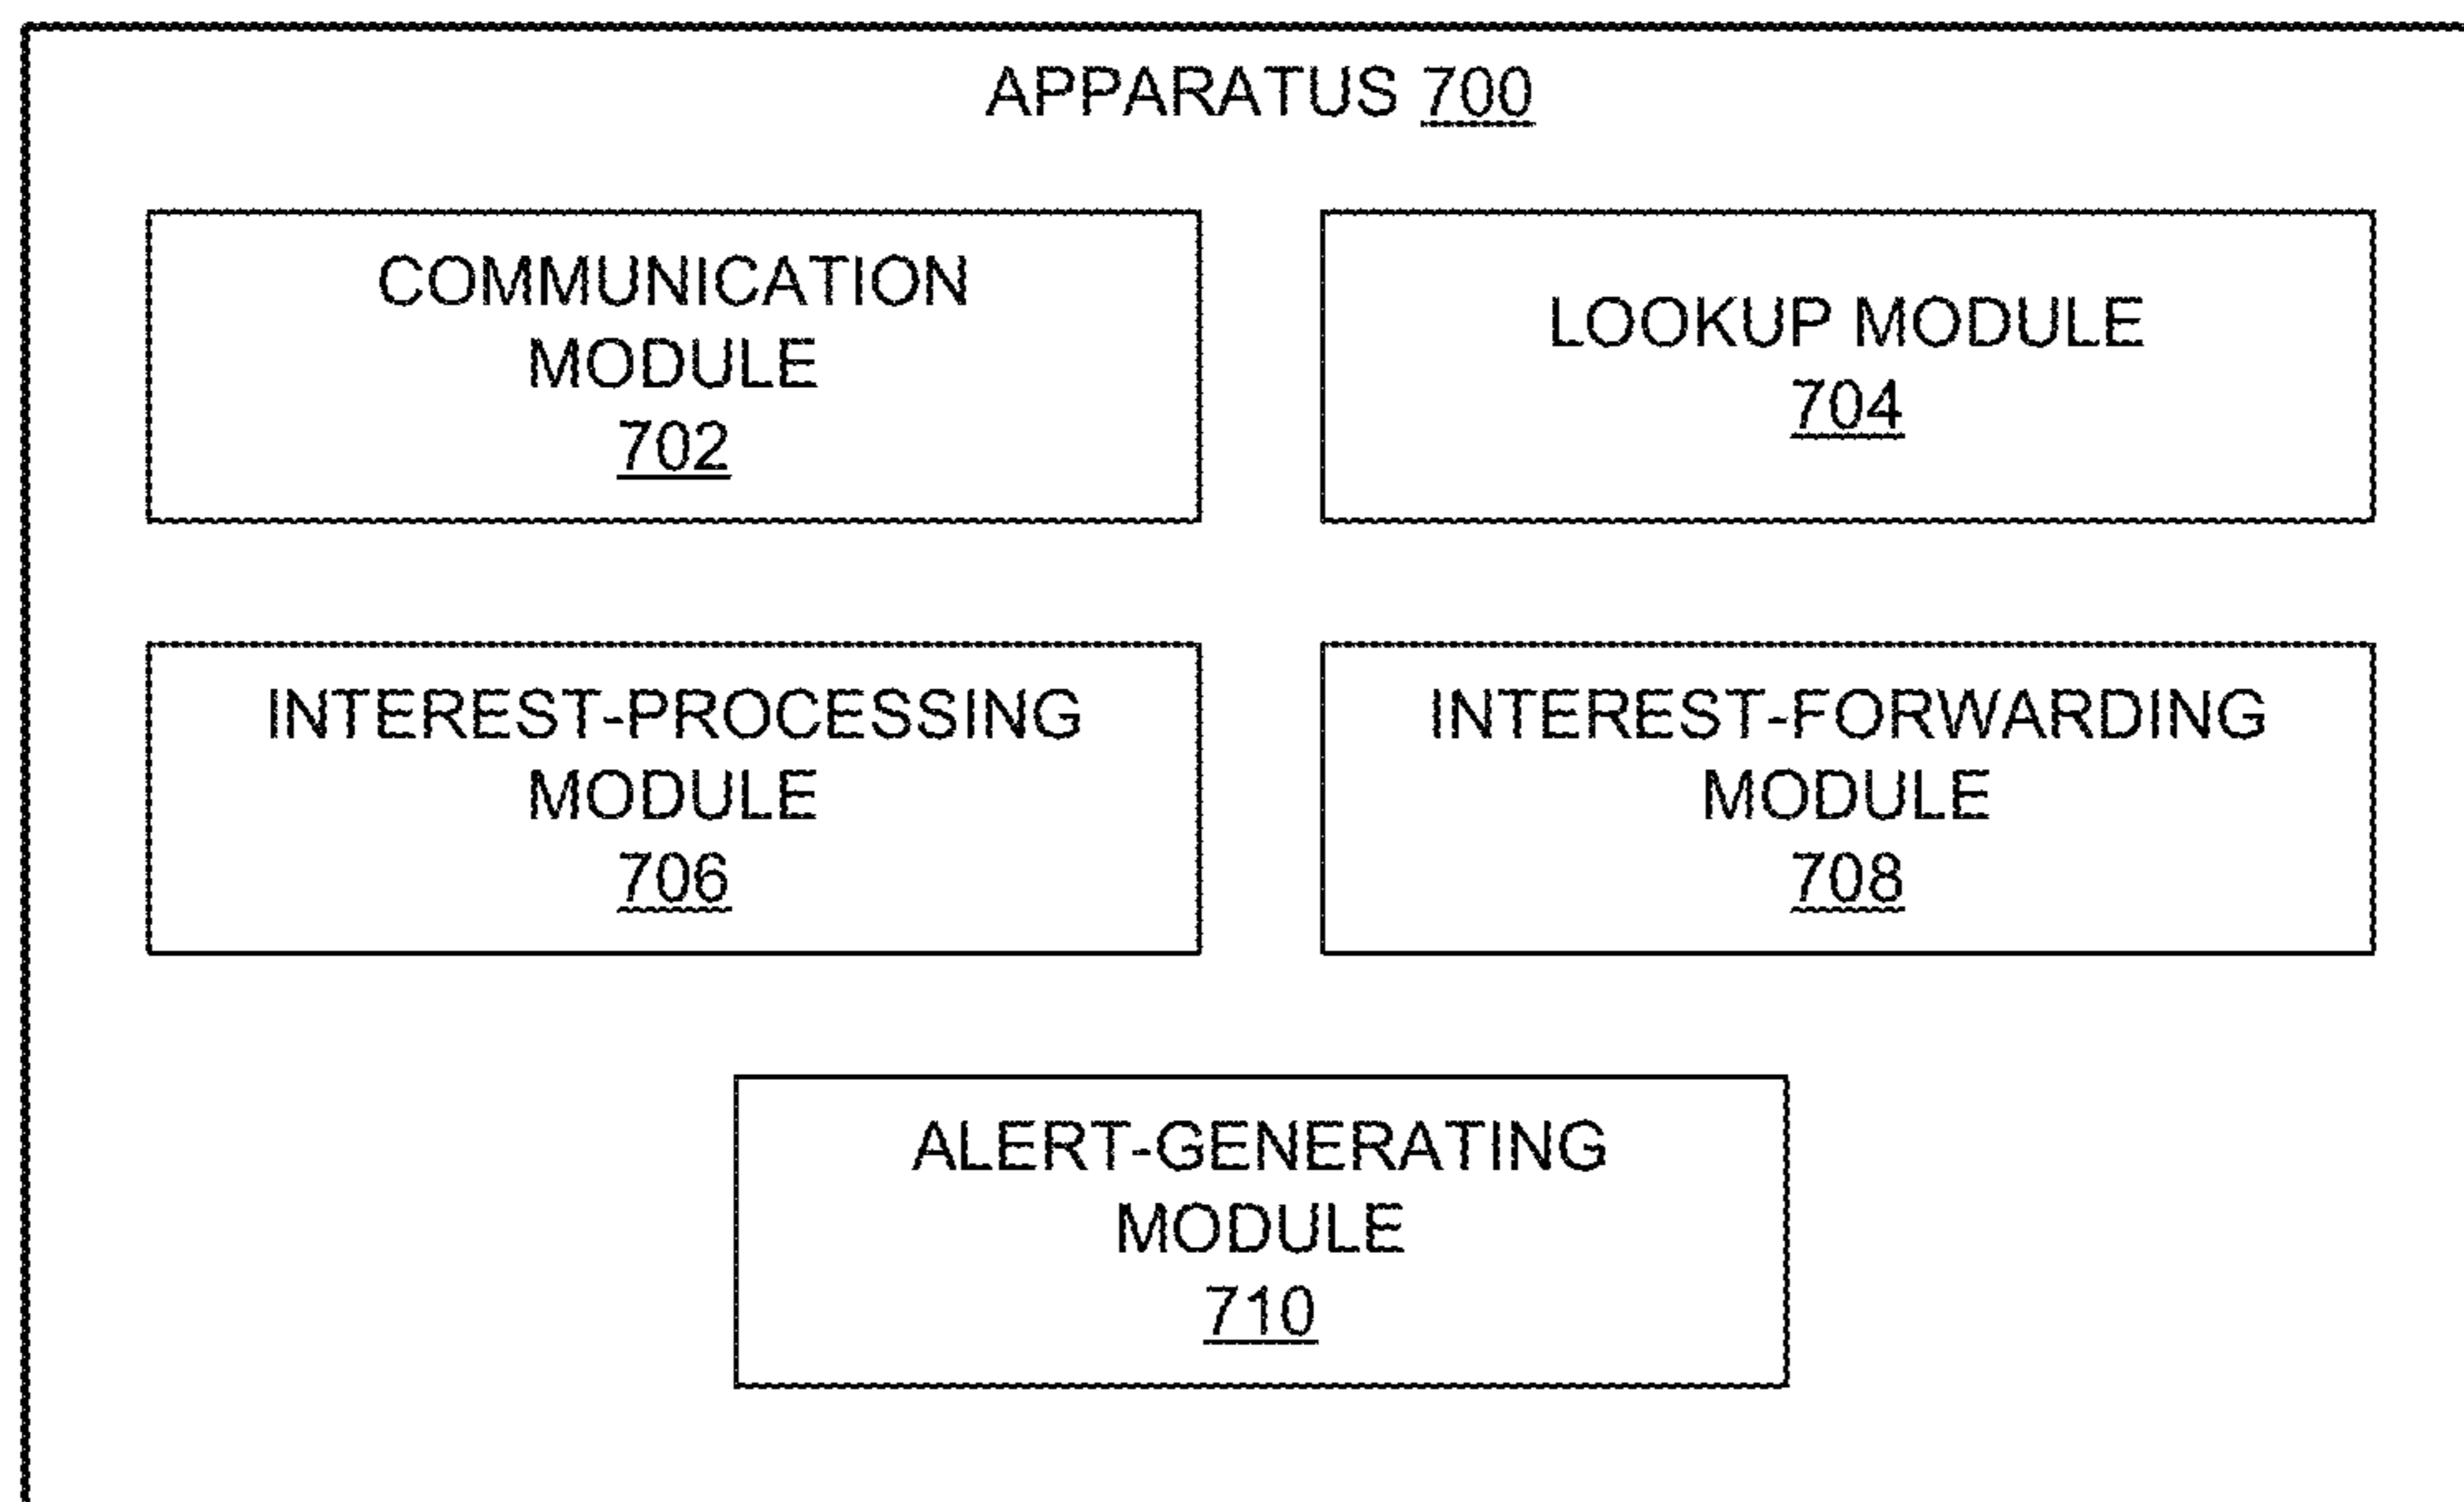 APPARATUS 700
COMMUNICATION
MODULE
702
LOOKUP MODULE
704
INTEREST-PROCESSING
MODULE
706
INTEREST-FORWARDING
MODULE
708
ALERT-GENERATING
MODULE
710